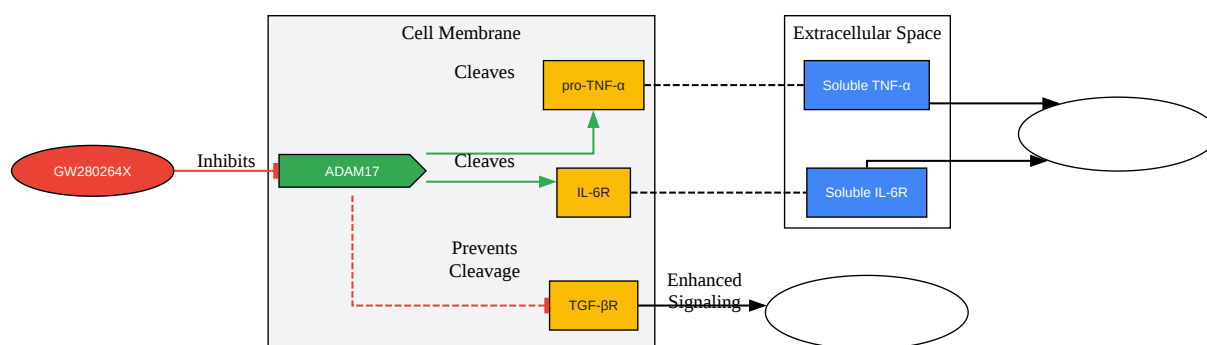 Cell Membrane
Extracellular Space
Cleaves
pro-TNF-α
Soluble TNF-α
GW280264X
Inhibits
ADAM17
Cleaves
IL-6R
Soluble IL-6R
Prevents
Cleavage
TGF-βR
Enhanced
Signaling